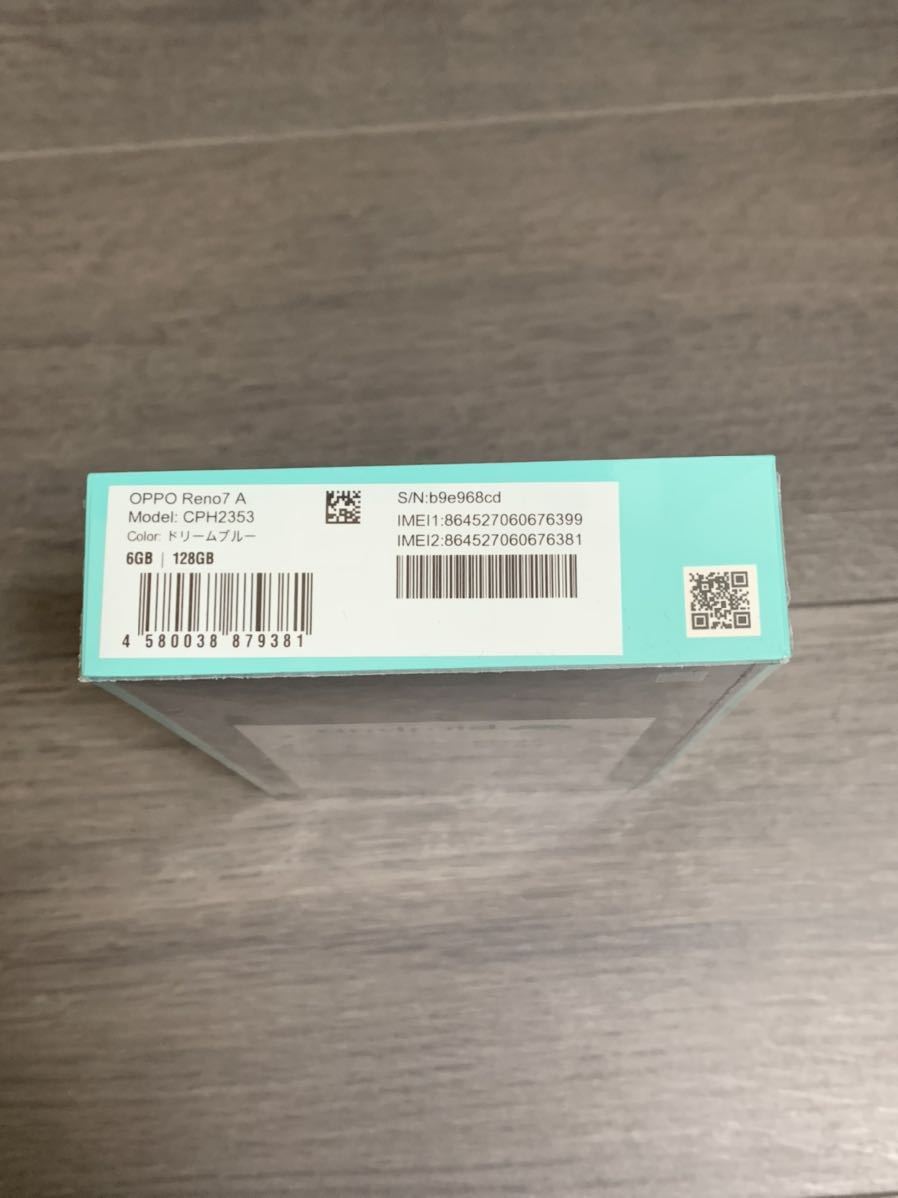 OPPO Reno7 A
Model: CPH2353
Color: ドリームブルー
6GB | 128GB
4 580038 879381
S/N:b9e968cd
IMEI1:864527060676399
IMEI2:864527060676381